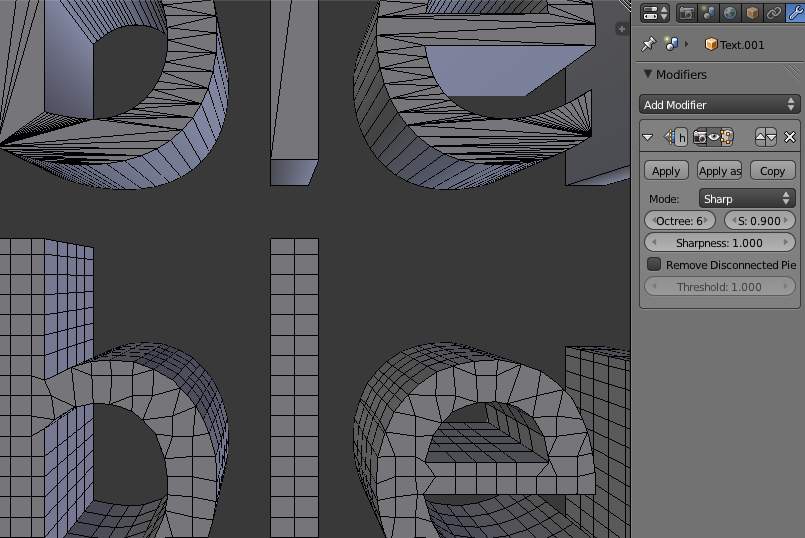 Text.001
Modifiers
Add Modifier
h
Apply
Apply as
Copy
Mode:
Sharp
Octree: 6
S: 0.900
Sharpness: 1.000
Remove Disconnected Pie
Threshold: 1.000